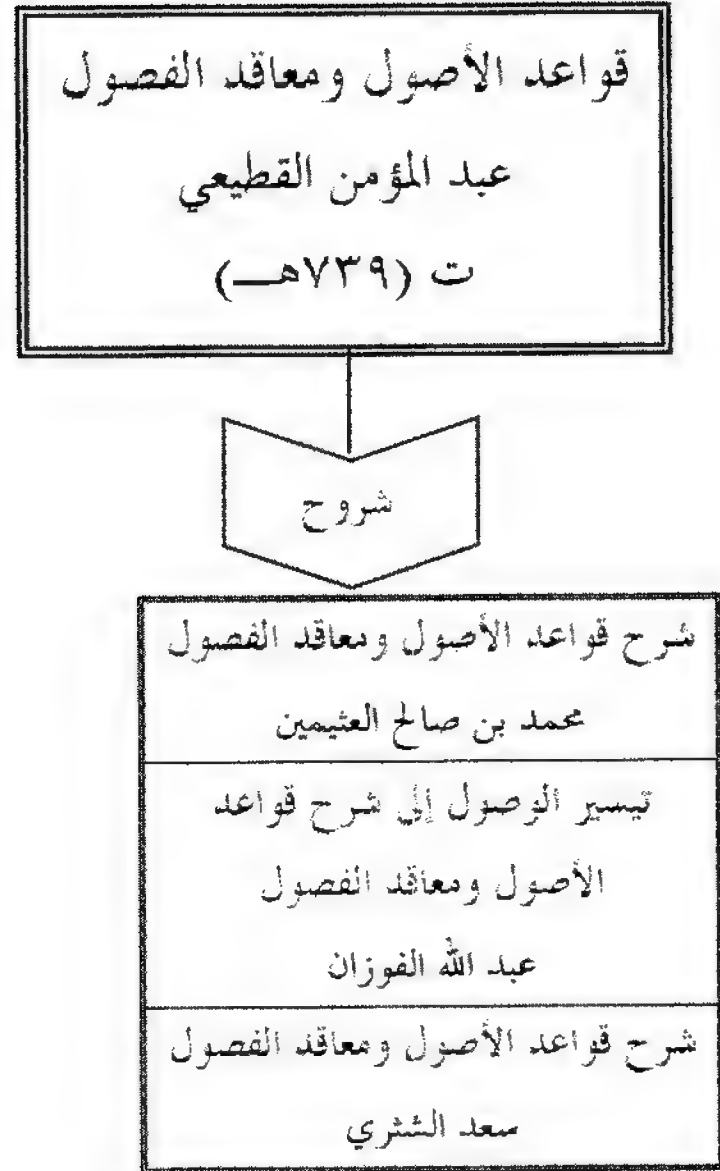 قواعد الأصول ومعاقد الفصول
عبد المؤمن القطيعي
ت (٧٣٩هـ)
شروح
شرح قواعد الأصول ومعاقد الفصول
محمد بن صالح العثيمين
تيسير الوصول إلى شرح قواعد
الأصول ومعاقد الفصول
عبد الله الفوزان
شرح قواعد الأصول ومعاقد الفصول
سعد الشثري